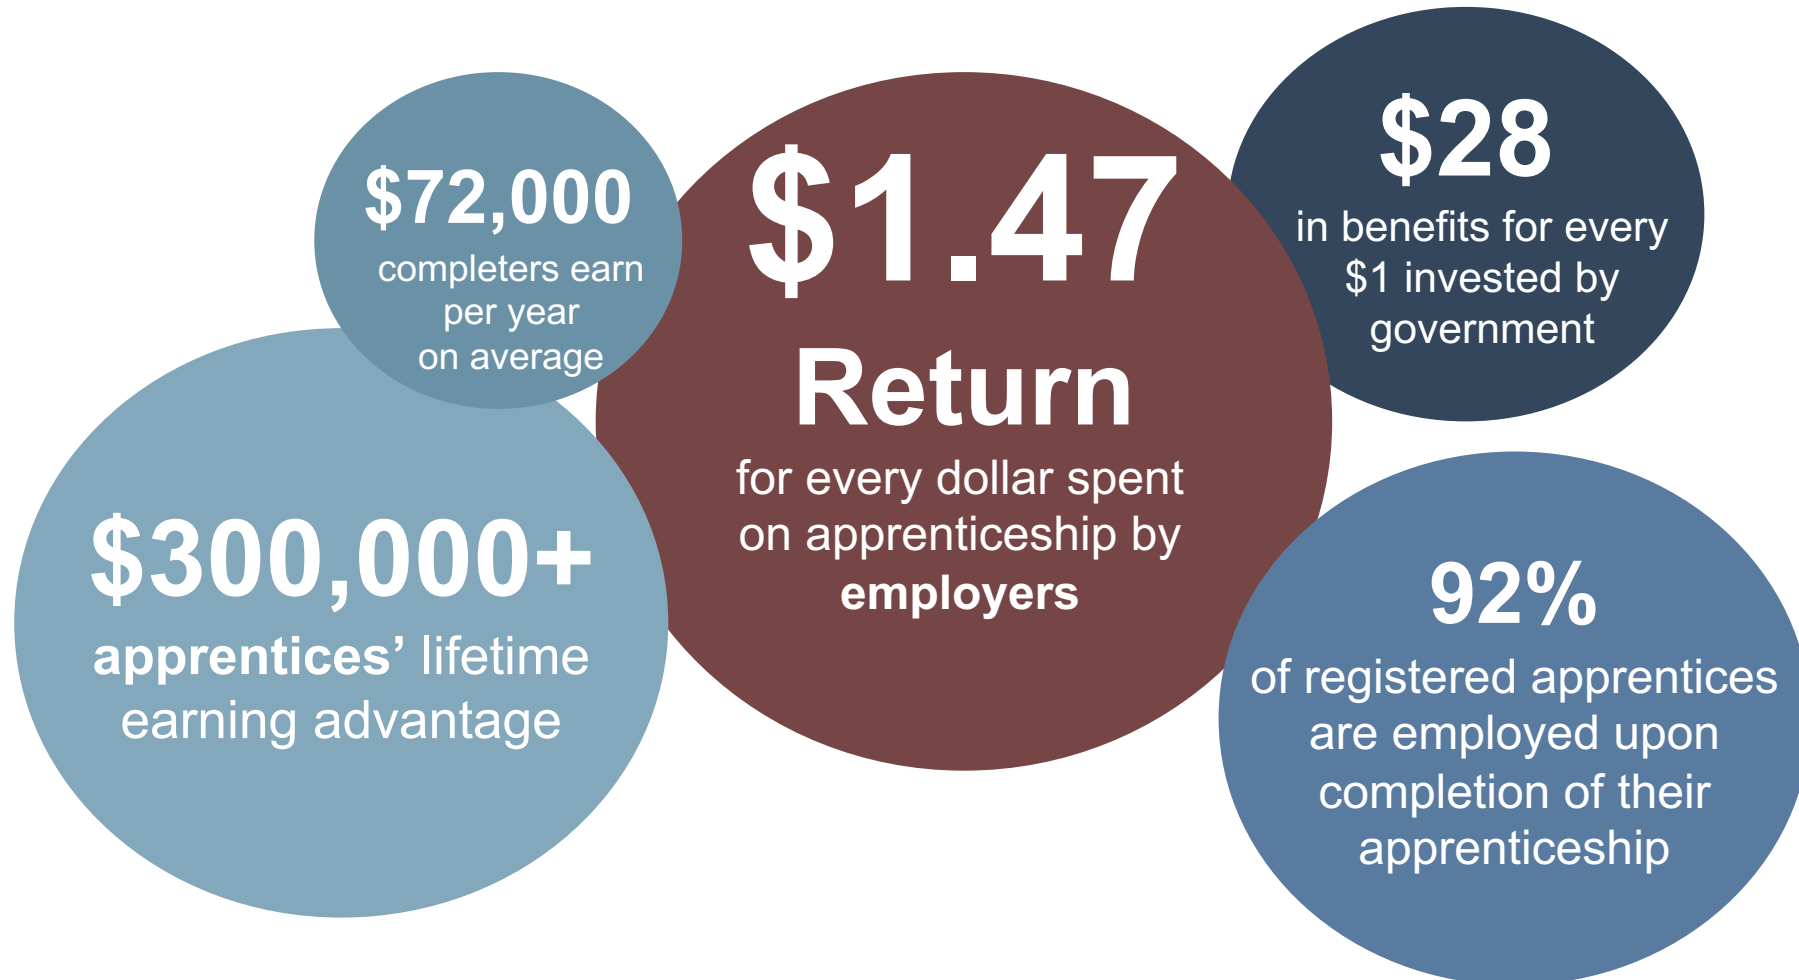 $72,000
completers earn
per year
on average
$300,000+
apprentices’ lifetime
earning advantage
$1.47
Return
for every dollar spent
on apprenticeship by
employers
$28
in benefits for every
$1 invested by
government
92%
of registered apprentices
are employed upon
completion of their
apprenticeship